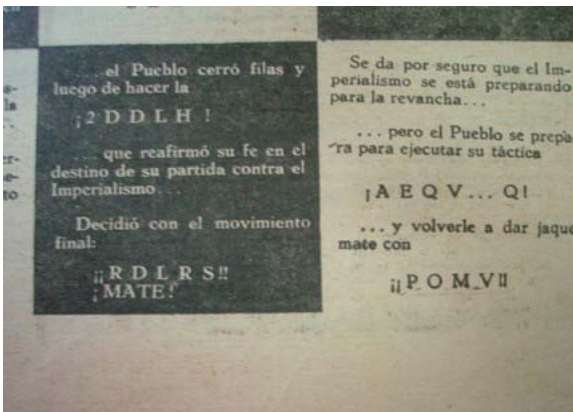 ...el Pueblo cerró filas y
luego de hacer la
¡2 D D L H !
... que reafirmó su fe en el
destino de su partida contra el
Imperialismo...
Decidió con el movimiento
final:
¡¡R D L R S!!
¡MATE!
Se da por seguro que el Im-
perialismo se está preparando
para la revancha...
... pero el Pueblo se prepa
ra para ejecutar su táctica
¡A E Q V... Q!
... y volverle a dar jaque
mate con
¡¡P O M V!!